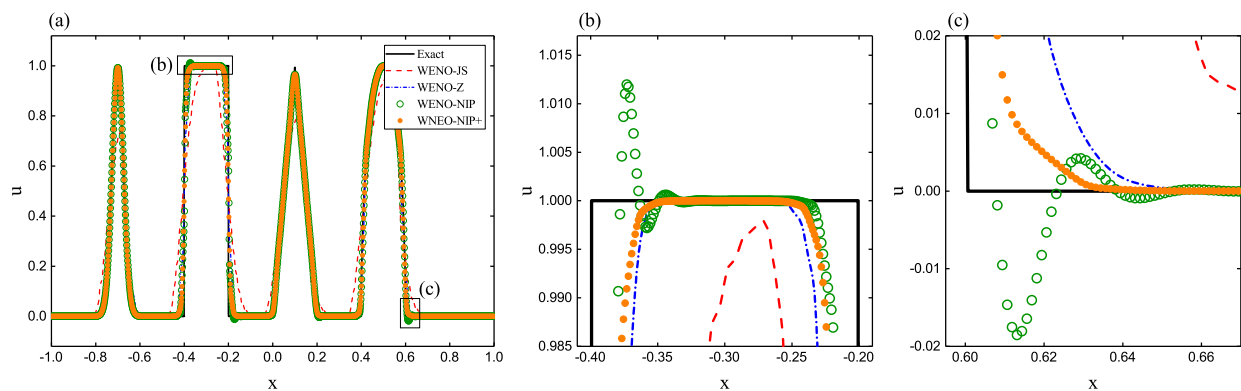 (a)
u
1.0
0.8
0.6
0.4
0.2
0.0
-1.0 -0.8 -0.6 -0.4 -0.2 0.0 0.2 0.4 0.6 0.8 1.0
x
(b)
(c)
Exact
WENO-JS
WENO-Z
WENO-NIP
WNEO-NIP+
(b)
u
1.015
1.010
1.005
1.000
0.995
0.990
0.985
-0.40 -0.35 -0.30 -0.25 -0.20
x
(c)
u
0.02
0.01
0.00
-0.01
-0.02
0.60 0.62 0.64 0.66
x